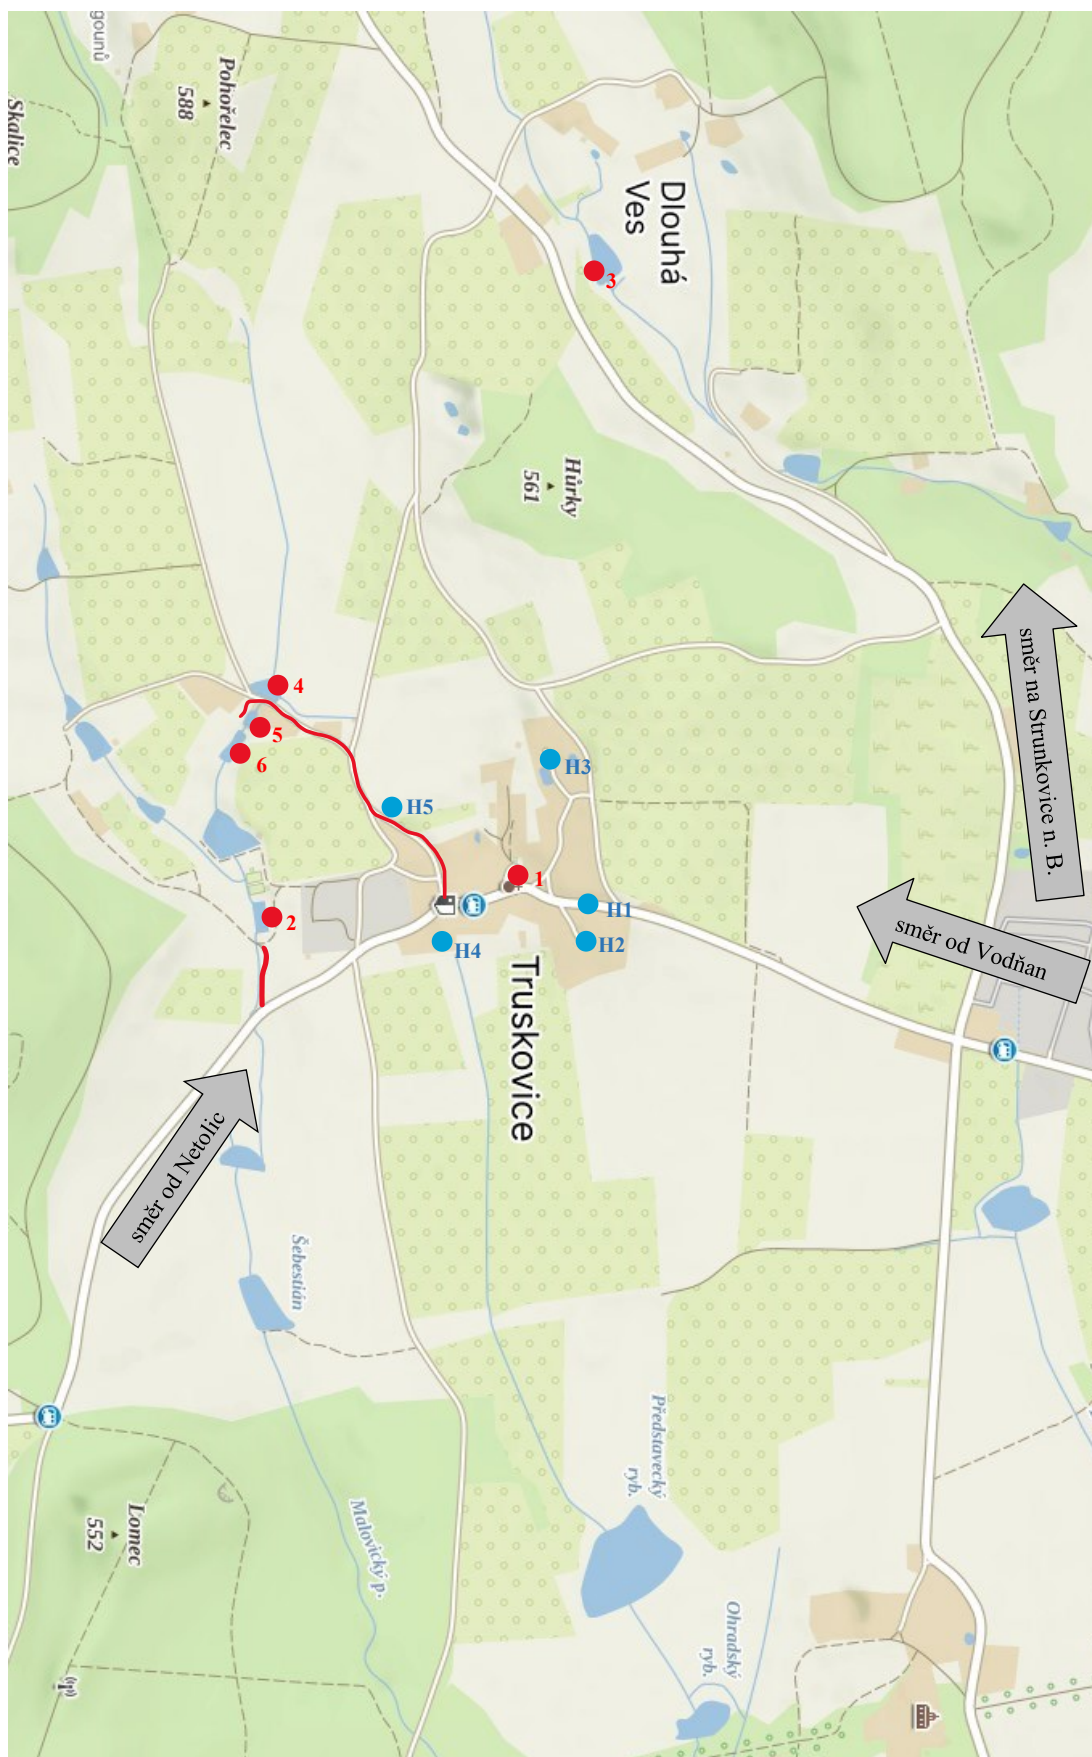 gounů
Pohořelec
588
Skalice
Dlouhá
Ves
3
Hůrky
561
směr na Strunkovice n. B.
4
5
6
H3
H5
1
H1
2
H4
H2
směr od Vodňan
Truskovice
směr od Netolic
Šebestián
Představecký
ryb.
Lomec
552
Malovický p.
Ohradský
ryb.